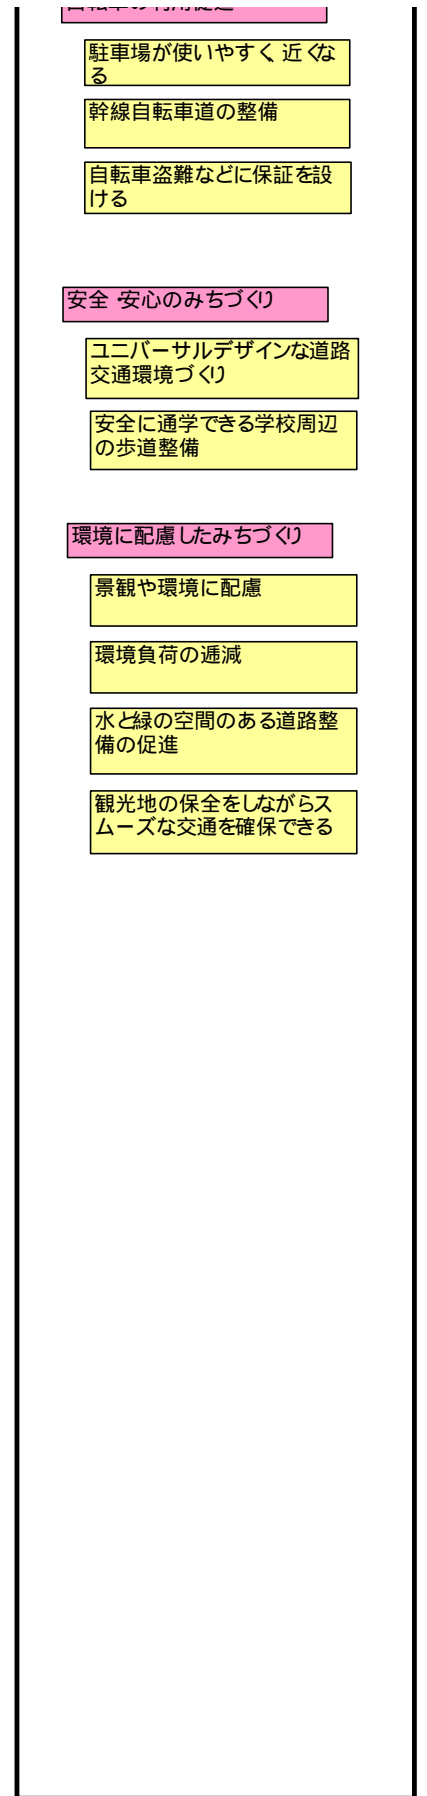 駐車場が使いやすく、近くな
る
幹線自転車道の整備
自転車盗難などに保証を設
ける
安全・安心のみちづくり
ユニバーサルデザインな道路
交通環境づくり
安全に通学できる学校周辺
の歩道整備
環境に配慮したみちづくり
景観や環境に配慮
環境負荷の逓減
水と緑の空間のある道路整
備の促進
観光地の保全をしながらス
ムーズな交通を確保できる